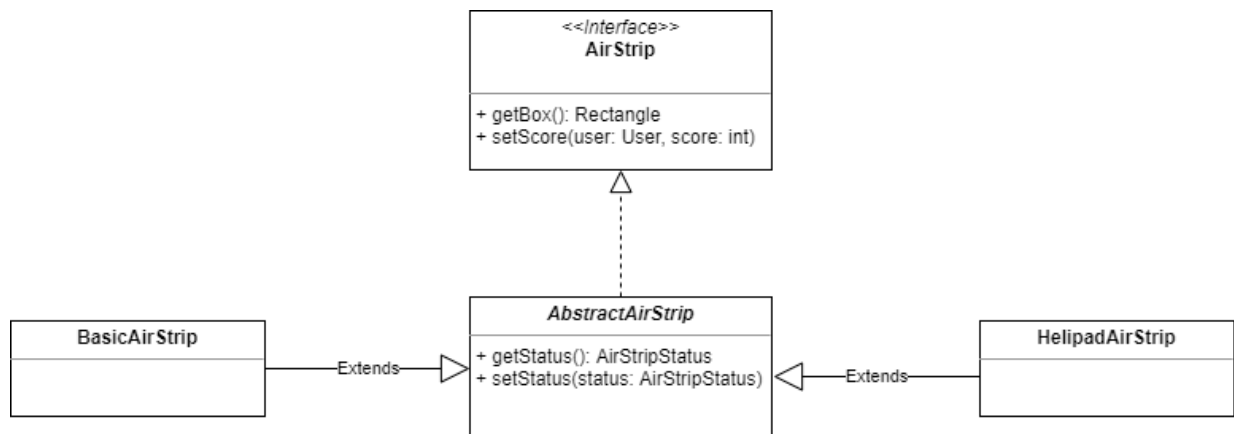 <<Interface>>
AirStrip
+ getBox(): Rectangle
+ setScore(user: User, score: int)
BasicAirStrip
Extends
AbstractAirStrip
+ getStatus(): AirStripStatus
+ setStatus(status: AirStripStatus)
HelipadAirStrip
Extends